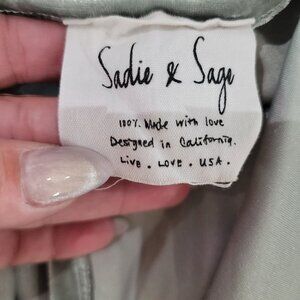 Sadie & Sage
100% Made with love
Designed in California.
Live . Love . USA .